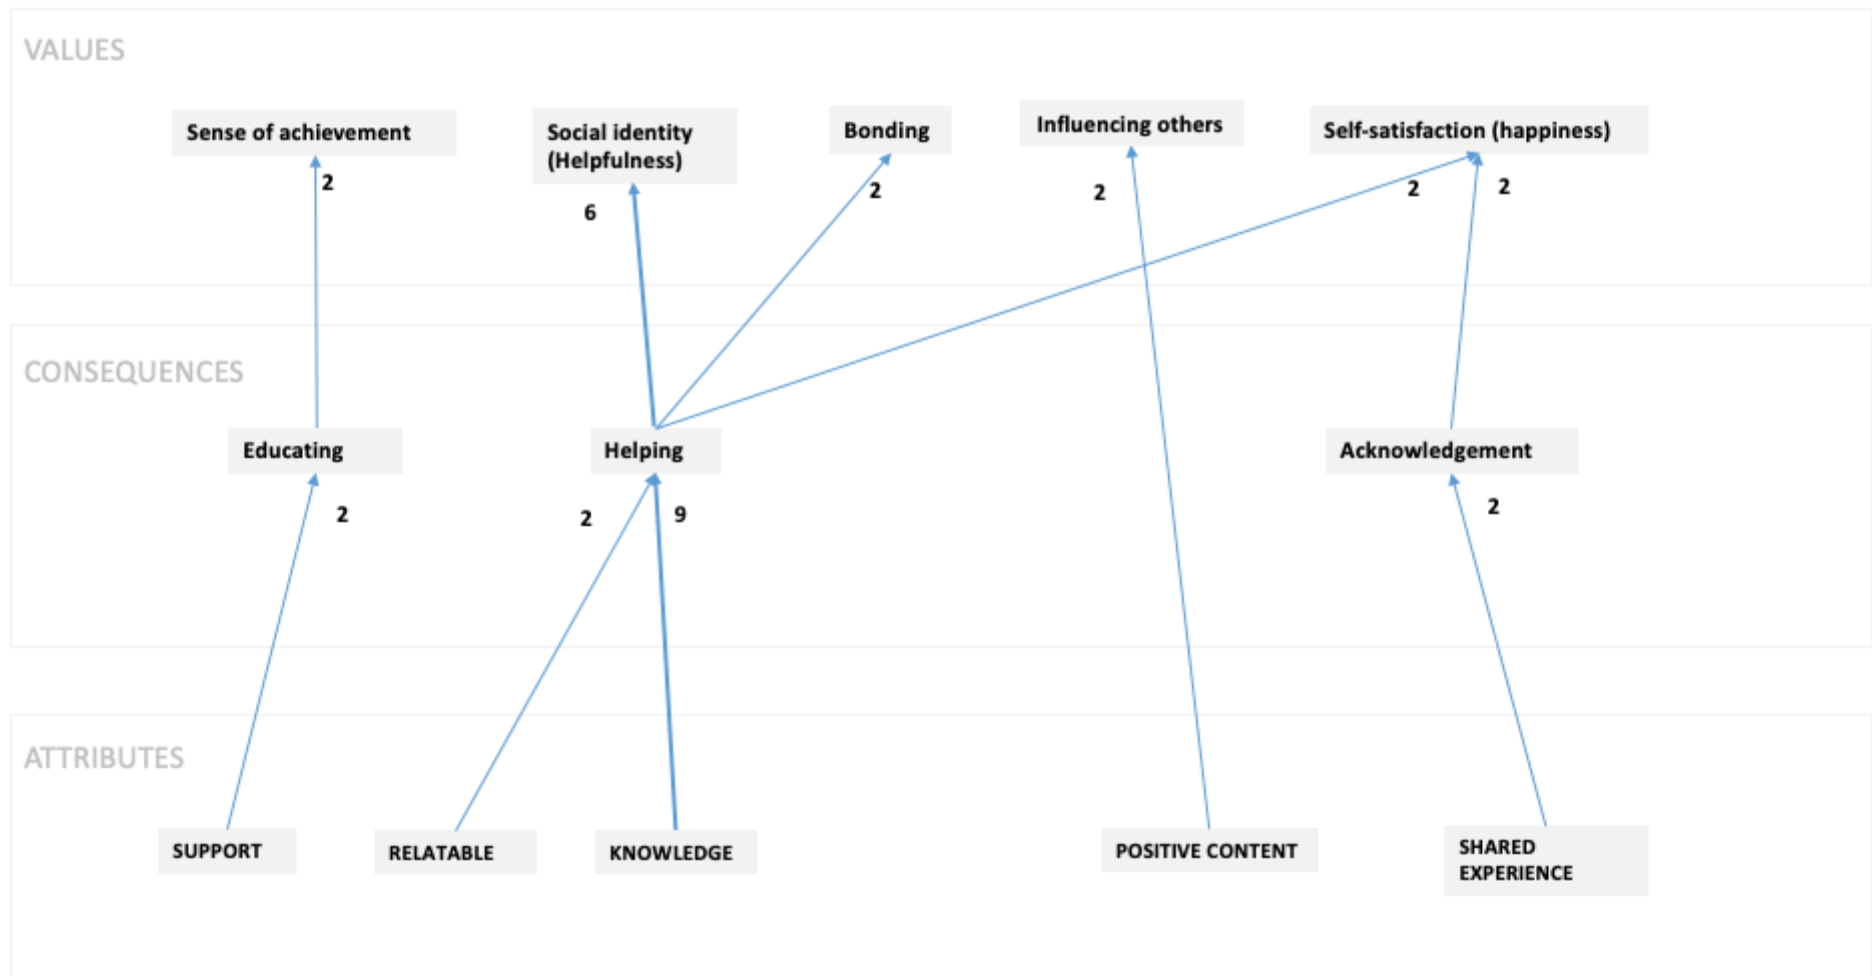 VALUES
Sense of achievement
Social identity
(Helpfulness)
Bonding
Influencing others
Self-satisfaction (happiness)
2
6
2
2
2
2
CONSEQUENCES
Educating
Helping
Acknowledgement
2
2
9
2
ATTRIBUTES
SUPPORT
RELATABLE
KNOWLEDGE
POSITIVE CONTENT
SHARED
EXPERIENCE